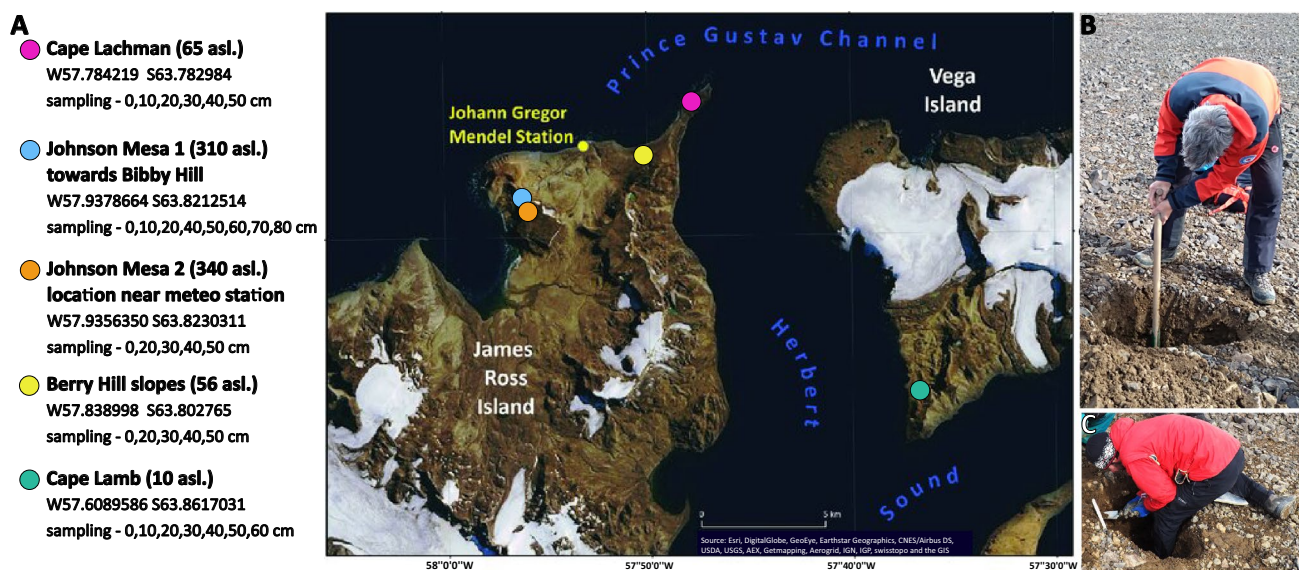 A
Cape Lachman (65 asl.)
W57.784219 S63.782984
sampling - 0,10,20,30,40,50 cm
Johnson Mesa 1 (310 asl.)
towards Bibby Hill
W57.9378664 S63.8212514
sampling - 0,10,20,40,50,60,70,80 cm
Johnson Mesa 2 (340 asl.)
location near meteo station
W57.9356350 S63.8230311
sampling - 0,20,30,40,50 cm
Berry Hill slopes (56 asl.)
W57.838998 S63.802765
sampling - 0,20,30,40,50 cm
Cape Lamb (10 asl.)
W57.6089586 S63.8617031
sampling - 0,10,20,30,40,50,60 cm
Prince Gustav Channel
Vega
Island
Johann Gregor
Mendel Station
James
Ross
Island
Herbert
Sound
0 5 km
Source: Esri, DigitalGlobe, GeoEye, Earthstar Geographics, CNES/Airbus DS,
USDA, USGS, AEX, Getmapping, Aerogrid, IGN, IGP, swisstopo and the GIS
58°0'0"W 57°50'0"W 57°40'0"W 57°30'0"W
B
C